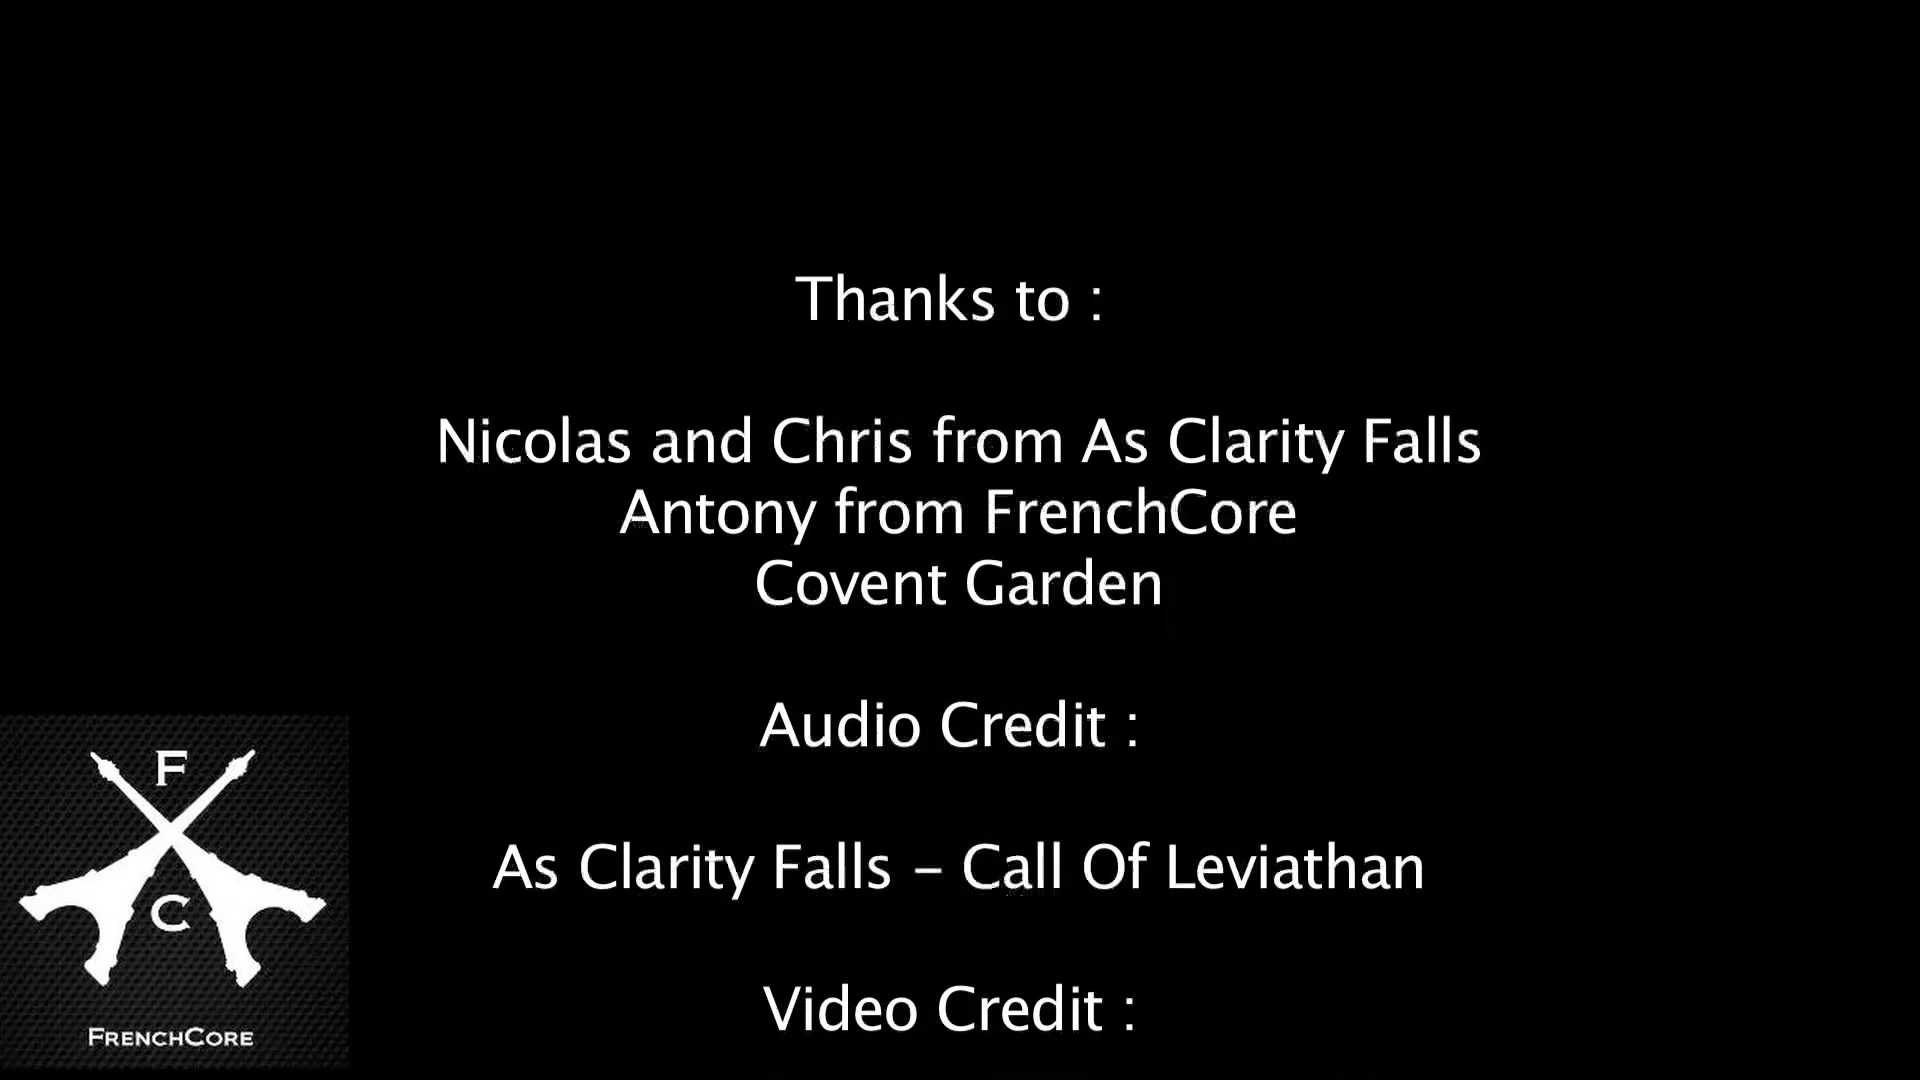 Thanks to :
Nicolas and Chris from As Clarity Falls
Antony from FrenchCore
Covent Garden
Audio Credit :
As Clarity Falls - Call Of Leviathan
Video Credit :
F
C
FRENCHCORE